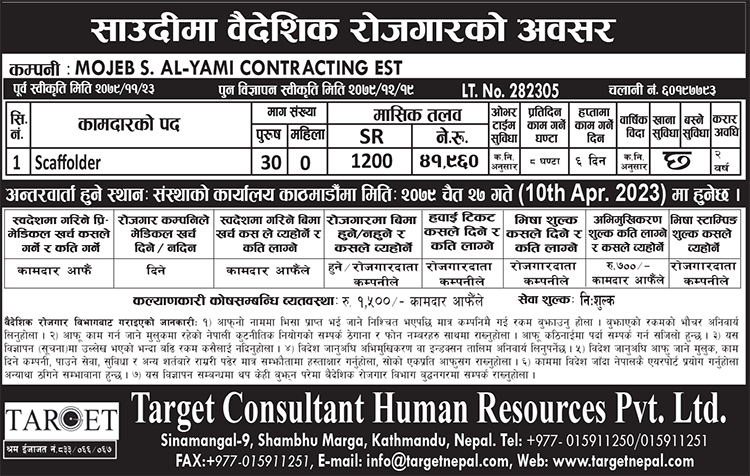 साउदीमा वैदेशिक रोजगारको अवसर
कम्पनी : MOJEB S. AL-YAMI CONTRACTING EST
पूर्व स्वीकृति मिति २०७९/११/२३ पुन विज्ञापन स्वीकृति मिति २०७९/१२/१९ LT. No. 282305 चलानी नं. ६०१९७७९३
सि. नं. कामदारको पद माग संख्या मासिक तलव ओभर टाईम सुविधा प्रतिदिन काम गर्ने घण्टा हप्तामा काम गर्ने दिन वार्षिक विदा खाना सुविधा बस्ने सुविधा करार अवधि
पुरुष महिला SR ने.रु.
1 Scaffolder 30 0 1200 ४१,९६० क.नि. अनुसार ८ घण्टा ६ दिन क.नि. अनुसार छ २ वर्ष
अन्तरवार्ता हुने स्थानः संस्थाको कार्यालय काठमाडौंमा मितिः २०७९ चैत २७ गते (10th Apr. 2023) मा हुनेछ ।
स्वदेशमा गरिने प्रि-मेडिकल खर्च कसले गर्ने र कति गर्ने रोजगार कम्पनिले मेडिकल खर्च दिने / नदिन स्वदेशमा गरिने बिमा खर्च कस ले व्यहोर्ने र कति लाग्ने रोजगारमा बिमा हुने/नहुने र कसले व्यहोर्ने हवाई टिकट कसले दिने र कति लाग्ने भिषा शुल्क कसले दिने र कति लाग्ने अभिमुखिकरण शुल्क कति लाग्ने र कसले व्यहोर्ने भिषा स्टाम्पिङ शुल्क कसले व्यहोर्ने
कामदार आफैँ दिने कामदार आफैँले हुने / रोजगारदाता कम्पनीले रोजगारदाता कम्पनीले रोजगारदाता कम्पनीले रु.७००/- कामदार आफैँले रोजगारदाता कम्पनीले
कल्याणकारी कोषसम्बन्धि व्यवस्थाः रु. १,५००/- कामदार आफैँले सेवा शुल्कः निःशुल्क
वैदेशिक रोजगार विभागबाट गराइएको जानकारी: १) आफ्नो नाममा भिसा प्राप्त भई जाने निश्चित भएपछि मात्र कम्पनिमै गई रकम बुझाउनु होला । बुझाएको रकमको भौचर अनिवार्य
लिनुहोला । २) आफू काम गर्न जाने मुलुकमा रहेको नेपाली कुटनीतिक नियोगको सम्पर्क ठेगाना र फोन नम्बरहरु साथमा राख्नुहोला । आफू कठिनाईमा पर्दा सम्पर्क गर्न सजिलो हुन्छ । ३) यस
विज्ञापन (सूचना)मा उल्लेख भएको भन्दा बढि रकम कसैलाई नदिनुहोला । ४) विदेश जानुअघि अभिमुखिकरण वा इन्डक्सन तालिम अनिवार्य लिनुपर्नेछ । ५) विदेश जानुअघि आफू जाने मुलुक, काम
दिने कम्पनी, पाउने सेवा, सुविधा र अन्य शर्तबारे राम्ररी पढेर मात्र सम्झौतामा हस्ताक्षर गर्नुहोला, सोको एकप्रति आफूसंग राख्नुहोला । ६) काममा विदेश जाँदा नेपालकै एयरपोर्ट प्रयोग गर्नुहोला
अन्यथा ठगिने सम्भावाना हुन्छ । ७) यस विज्ञापन सम्बन्धमा थप केही बुझ्न् परेमा वैदेशिक रोजगार विभाग बुद्धनगरमा सम्पर्क राख्नुहोला ।
TARGET
श्रम ईजाजत नं.८३३/०६६/०६७
Target Consultant Human Resources Pvt. Ltd.
Sinamangal-9, Shambhu Marga, Kathmandu, Nepal. Tel: +977- 015911250/015911251
FAX:+977-015911251, E-mail: info@targetnepal.com, Web: www.targetnepal.com